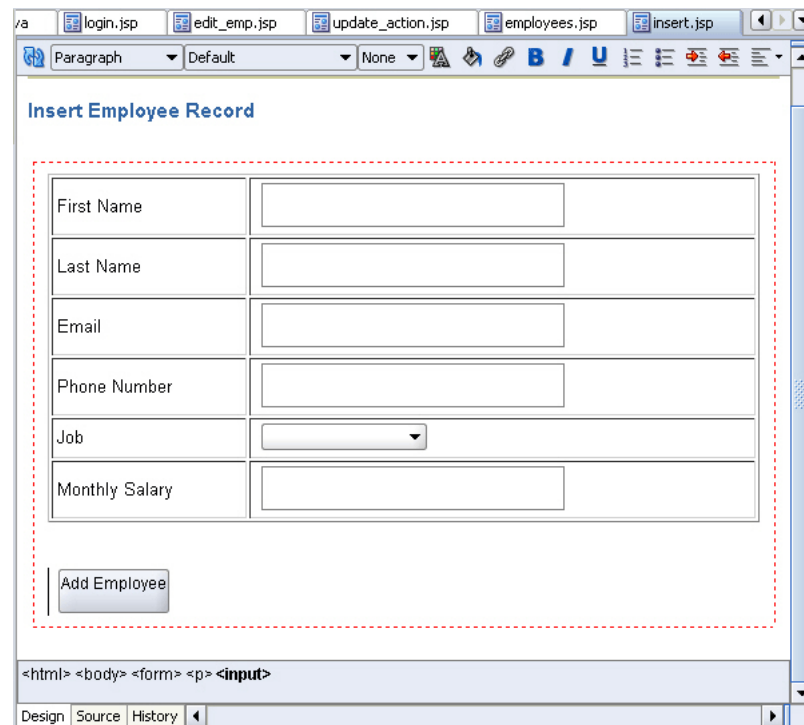 va login.jsp edit_emp.jsp update_action.jsp employees.jsp insert.jsp
Paragraph Default None A B I U
Insert Employee Record
First Name
Last Name
Email
Phone Number
Job
Monthly Salary
Add Employee
<html> <body> <form> <p> <input>
Design Source History